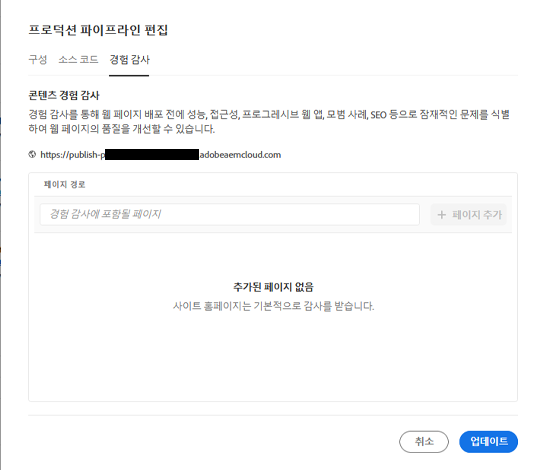 프로덕션 파이프라인 편집
구성 소스 코드 경험 감사
콘텐츠 경험 감사
경험 감사를 통해 웹 페이지 배포 전에 성능, 접근성, 프로그레시브 웹 앱, 모범 사례, SEO 등으로 잠재적인 문제를 식별
하여 웹 페이지의 품질을 개선할 수 있습니다.
https://publish-p adobeaemcloud.com
페이지 경로
경험 감사에 포함될 페이지
+ 페이지 추가
추가된 페이지 없음
사이트 홈페이지는 기본적으로 감사를 받습니다.
취소 업데이트